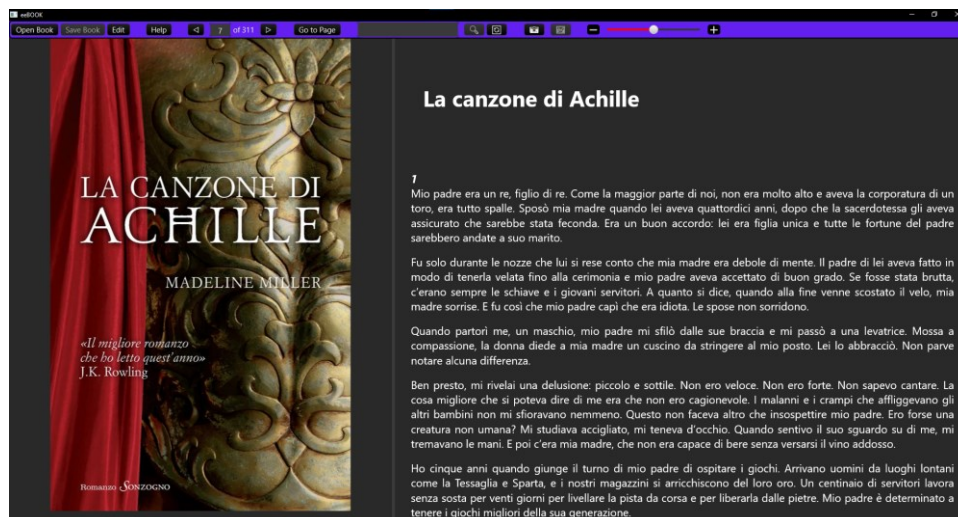 eeBOOK
Open Book Save Book Edit Help 7 of 311 Go to Page
LA CANZONE DI
ACHILLE
MADELINE MILLER
«Il migliore romanzo
che ho letto quest'anno»
J.K. Rowling
Romanzo SONZOGNO
La canzone di Achille
1
Mio padre era un re, figlio di re. Come la maggior parte di noi, non era molto alto e aveva la corporatura di un
toro, era tutto spalle. Sposò mia madre quando lei aveva quattordici anni, dopo che la sacerdotessa gli aveva
assicurato che sarebbe stata feconda. Era un buon accordo: lei era figlia unica e tutte le fortune del padre
sarebbero andate a suo marito.
Fu solo durante le nozze che lui si rese conto che mia madre era debole di mente. Il padre di lei aveva fatto in
modo di tenerla velata fino alla cerimonia e mio padre aveva accettato di buon grado. Se fosse stata brutta,
c'erano sempre le schiave e i giovani servitori. A quanto si dice, quando alla fine venne scostato il velo, mia
madre sorrise. E fu così che mio padre capì che era idiota. Le spose non sorridono.
Quando partorì me, un maschio, mio padre mi sfilò dalle sue braccia e mi passò a una levatrice. Mossa a
compassione, la donna diede a mia madre un cuscino da stringere al mio posto. Lei lo abbracciò. Non parve
notare alcuna differenza.
Ben presto, mi rivelai una delusione: piccolo e sottile. Non ero veloce. Non ero forte. Non sapevo cantare. La
cosa migliore che si poteva dire di me era che non ero cagionevole. I malanni e i crampi che affliggevano gli
altri bambini non mi sfioravano nemmeno. Questo non faceva altro che insospettire mio padre. Ero forse una
creatura non umana? Mi studiava accigliato, mi teneva d'occhio. Quando sentivo il suo sguardo su di me, mi
tremavano le mani. E poi c'era mia madre, che non era capace di bere senza versarsi il vino addosso.
Ho cinque anni quando giunge il turno di mio padre di ospitare i giochi. Arrivano uomini da luoghi lontani
come la Tessaglia e Sparta, e i nostri magazzini si arricchiscono del loro oro. Un centinaio di servitori lavora
senza sosta per venti giorni per livellare la pista da corsa e per liberarla dalle pietre. Mio padre è determinato a
tenere i giochi migliori della sua generazione.